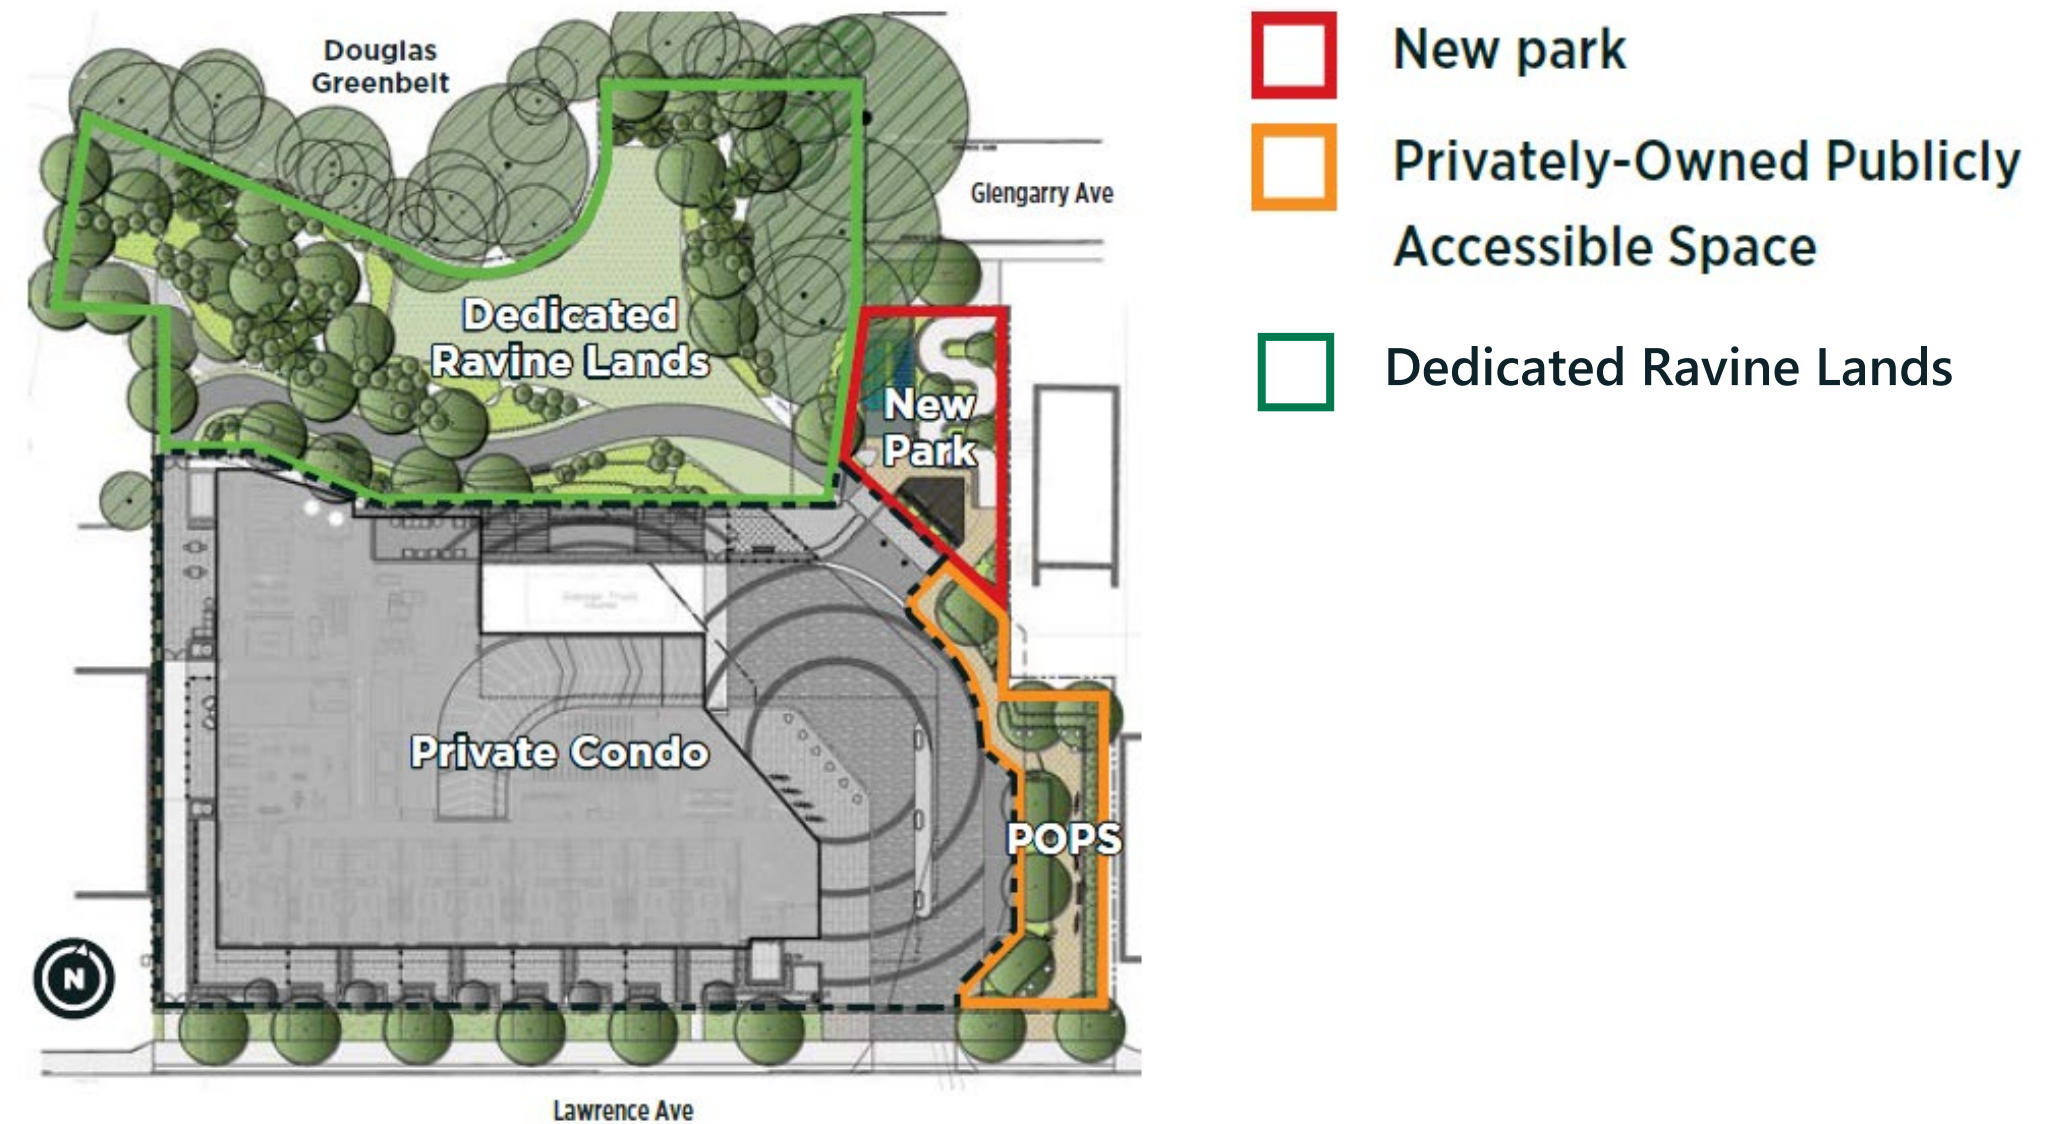 Douglas
Greenbelt
Glengarry Ave
Dedicated
Ravine Lands
New
Park
Private Condo
POPS
N
Lawrence Ave
New park
Privately-Owned Publicly
Accessible Space
Dedicated Ravine Lands